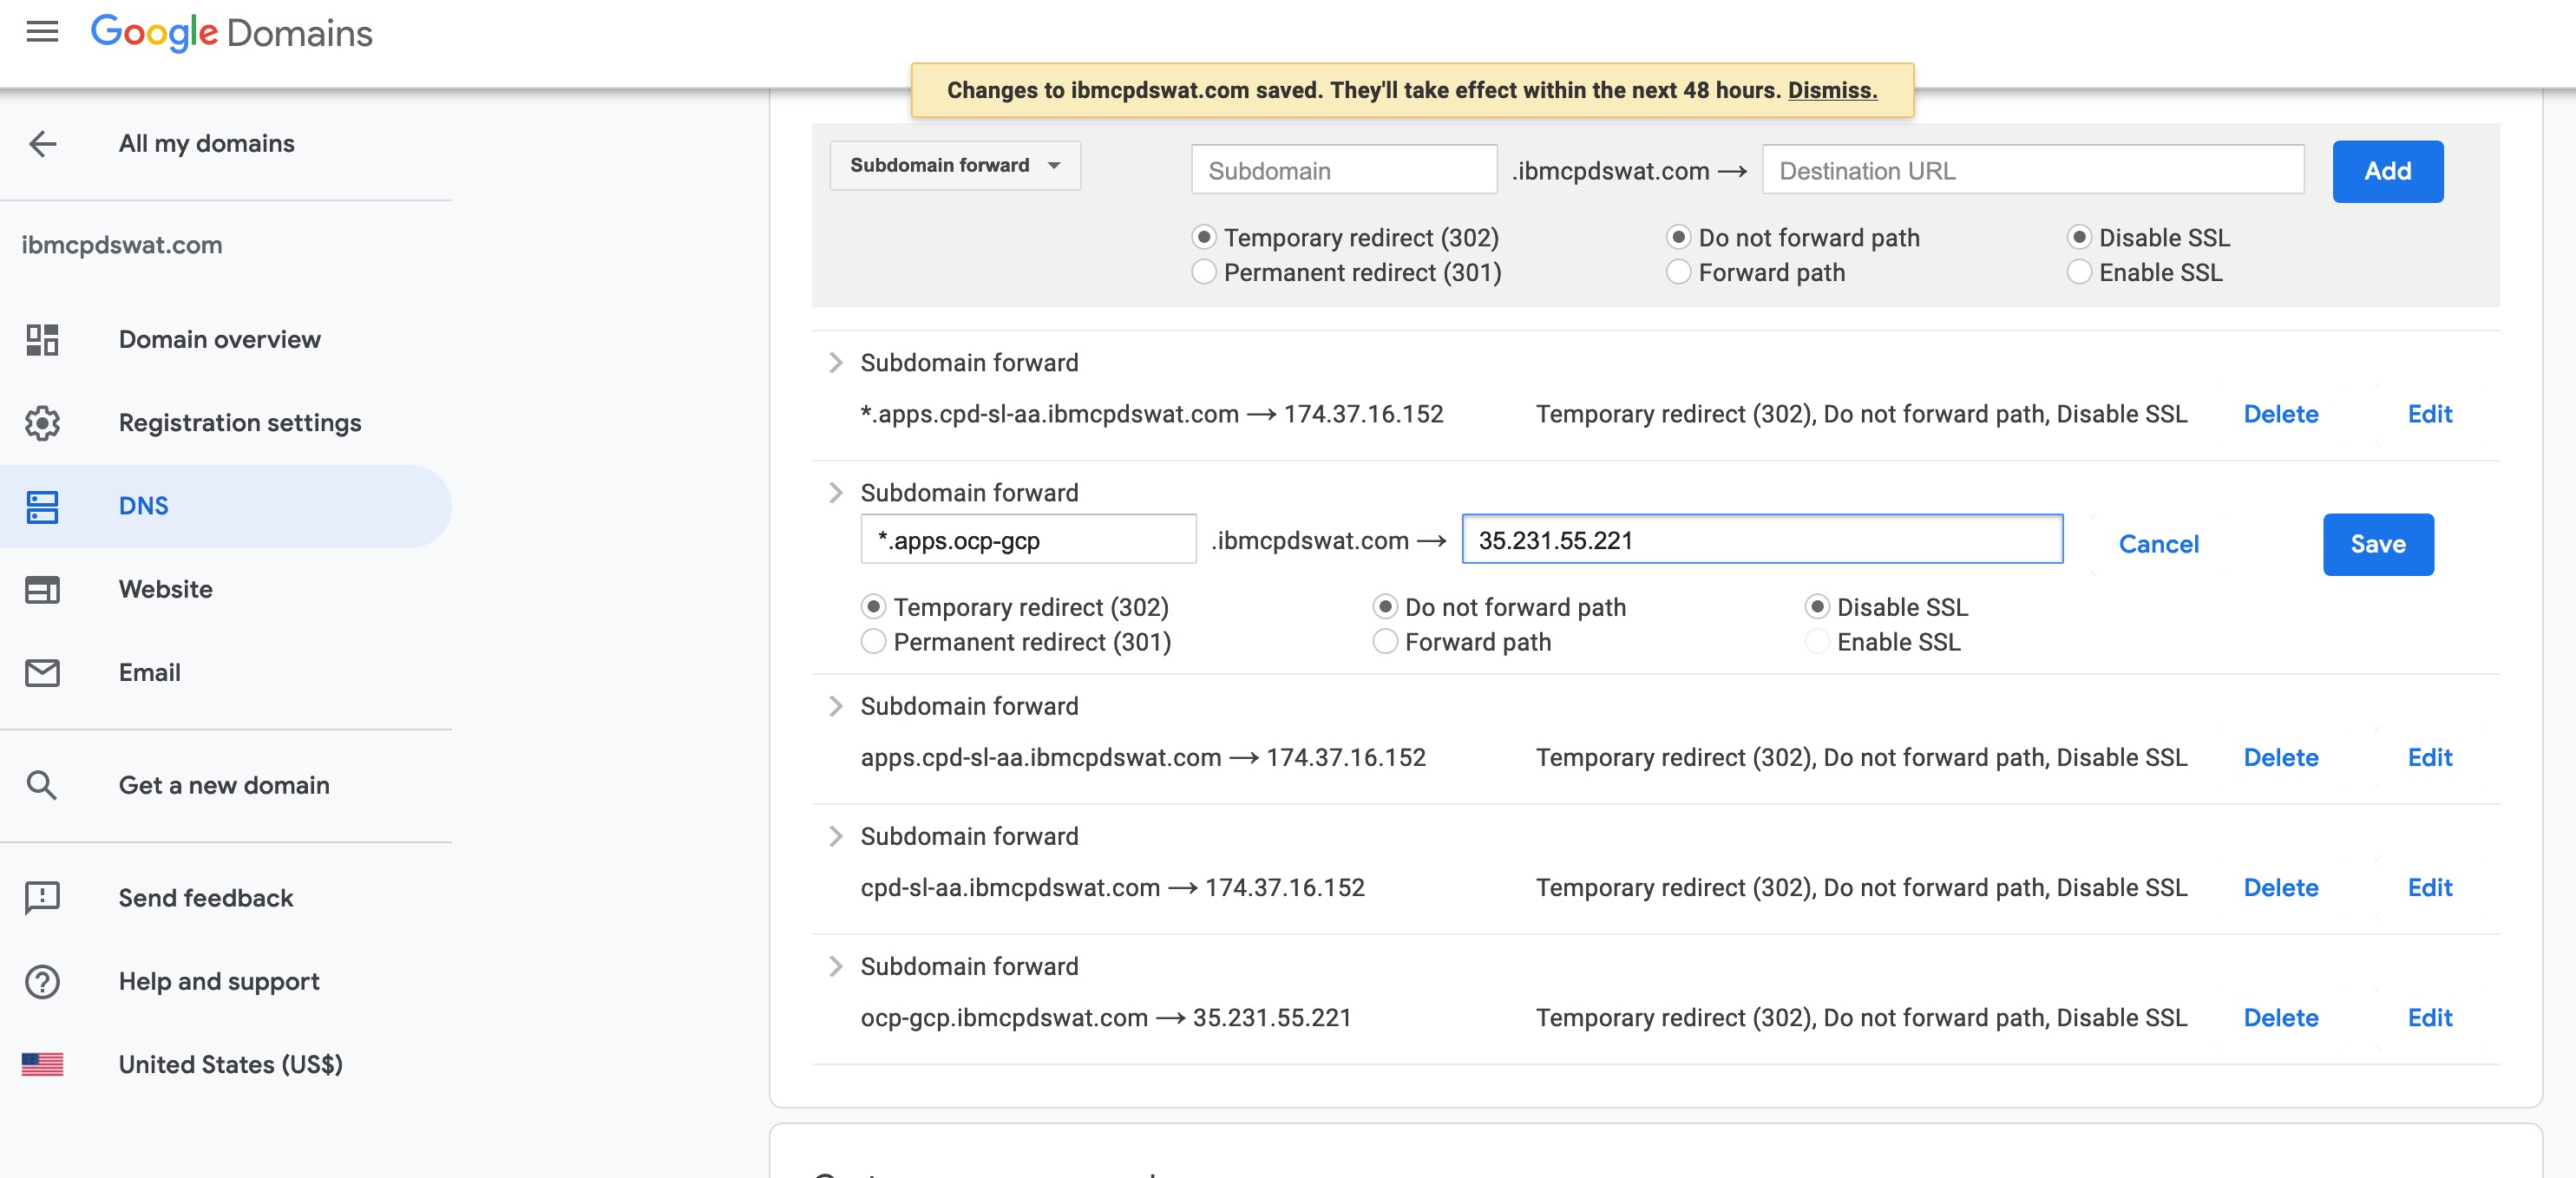 Google Domains
Changes to ibmcpdswat.com saved. They'll take effect within the next 48 hours. Dismiss.
All my domains
ibmcpdswat.com
Domain overview
Registration settings
DNS
Website
Email
Get a new domain
Send feedback
Help and support
United States (US$)
Subdomain forward
Subdomain .ibmcpdswat.com → Destination URL Add
Temporary redirect (302) Do not forward path Disable SSL
Permanent redirect (301) Forward path Enable SSL
Subdomain forward
*.apps.cpd-sl-aa.ibmcpdswat.com → 174.37.16.152 Temporary redirect (302), Do not forward path, Disable SSL Delete Edit
Subdomain forward
*.apps.ocp-gcp .ibmcpdswat.com → 35.231.55.221 Cancel Save
Temporary redirect (302) Do not forward path Disable SSL
Permanent redirect (301) Forward path Enable SSL
Subdomain forward
apps.cpd-sl-aa.ibmcpdswat.com → 174.37.16.152 Temporary redirect (302), Do not forward path, Disable SSL Delete Edit
Subdomain forward
cpd-sl-aa.ibmcpdswat.com → 174.37.16.152 Temporary redirect (302), Do not forward path, Disable SSL Delete Edit
Subdomain forward
ocp-gcp.ibmcpdswat.com → 35.231.55.221 Temporary redirect (302), Do not forward path, Disable SSL Delete Edit